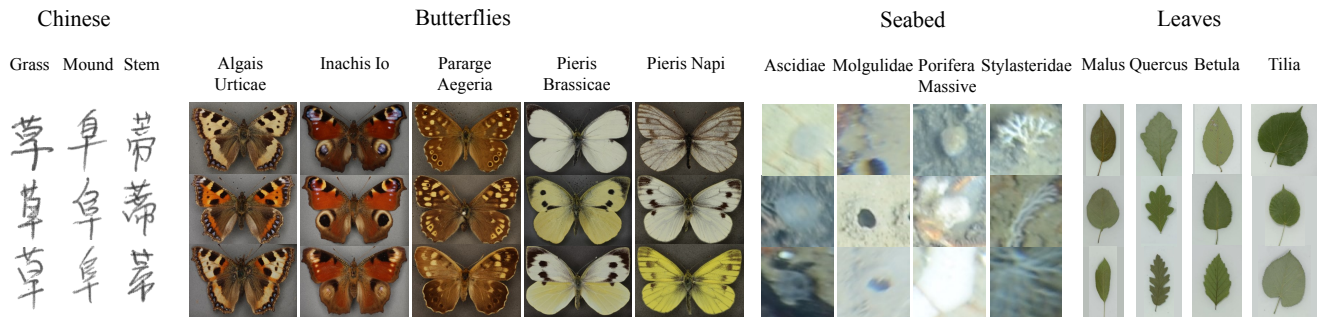 Chinese
Butterflies
Seabed
Leaves
Grass Mound Stem
Algais Urticae
Inachis Io
Pararge Aegeria
Pieris Brassicae
Pieris Napi
Ascidiae Molgulidae Porifera Massive Stylasteridae
Malus Quercus Betula Tilia
草 阜 蒂
草 阜 蒂
草 阜 蒂